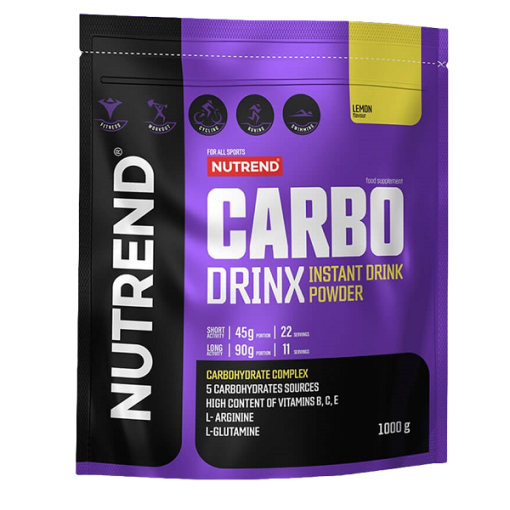 LEMON
flavour
FITNESS
WORKOUT
CYCLING
RUNING
SWIMMING
FOR ALL SPORTS
NUTREND
food supplement
CARBO
DRINX
INSTANT DRINK
POWDER
SHORT ACTIVITY 45g PORTION 22 SERVINGS
LONG ACTIVITY 90g PORTION 11 SERVINGS
CARBOHYDRATE COMPLEX
5 CARBOHYDRATES SOURCES
HIGH CONTENT OF VITAMINS B, C, E
L- ARGININE
L-GLUTAMINE
1000 g
NUTREND®